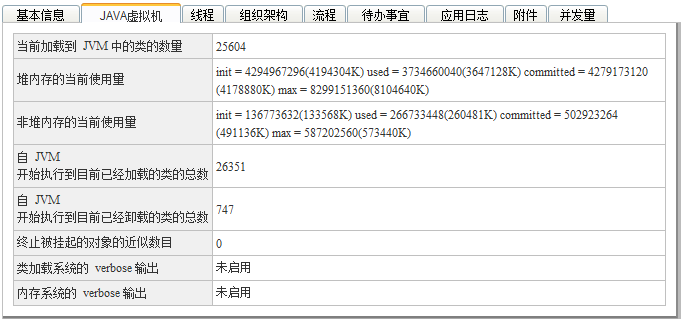 基本信息 JAVA虚拟机 线程 组织架构 流程 待办事宜 应用日志 附件 并发量
当前加载到 JVM 中的类的数量 25604
堆内存的当前使用量 init = 4294967296(4194304K) used = 3734660040(3647128K) committed = 4279173120
(4178880K) max = 8299151360(8104640K)
非堆内存的当前使用量 init = 136773632(133568K) used = 266733448(260481K) committed = 502923264
(491136K) max = 587202560(573440K)
自 JVM
开始执行到目前已经加载的类的总数 26351
自 JVM
开始执行到目前已经卸载的类的总数 747
终止被挂起的对象的近似数目 0
类加载系统的 verbose 输出 未启用
内存系统的 verbose 输出 未启用